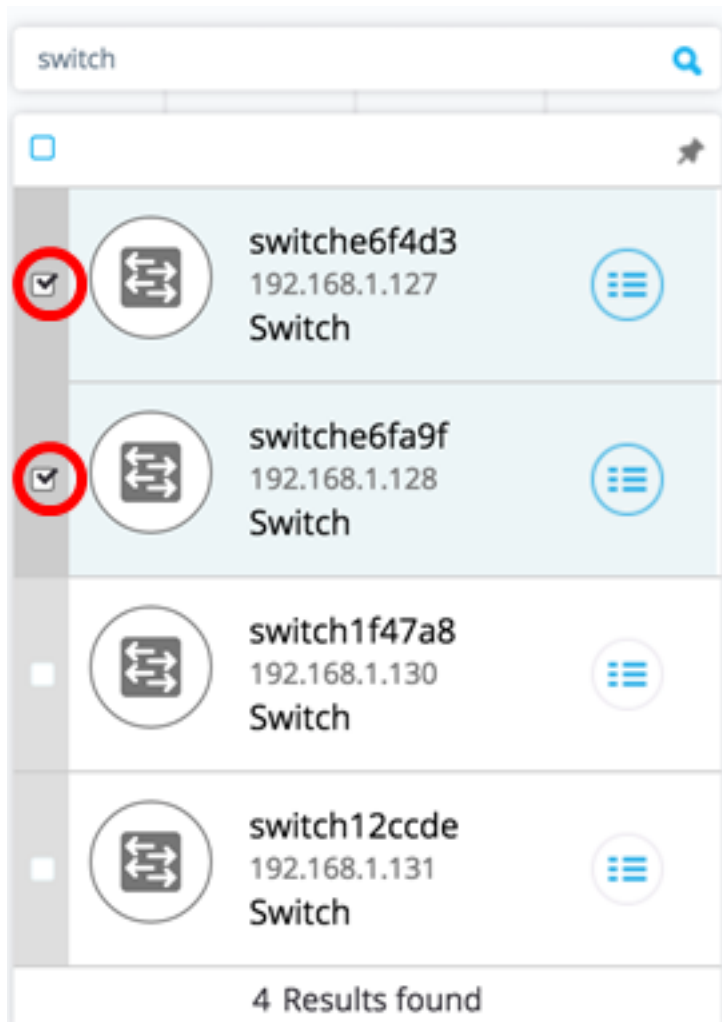 switch
switche6f4d3
192.168.1.127
Switch
switche6fa9f
192.168.1.128
Switch
switch1f47a8
192.168.1.130
Switch
switch12ccde
192.168.1.131
Switch
4 Results found